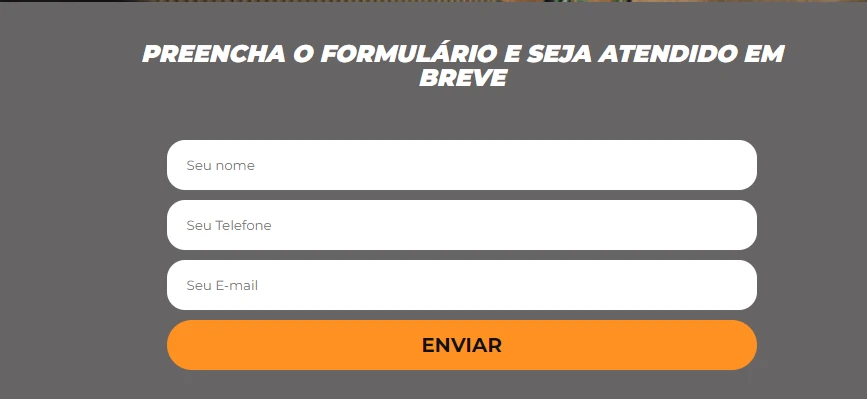 PREENCHA O FORMULÁRIO E SEJA ATENDIDO EM
BREVE
Seu nome
Seu Telefone
Seu E-mail
ENVIAR